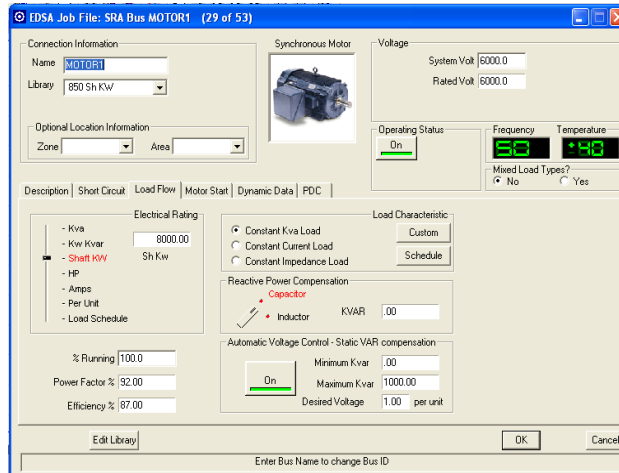 EDSA Job File: SRA Bus MOTOR1 (29 of 53)
Connection Information
Name MOTOR1
Library 850 Sh KW
Optional Location Information
Zone Area
Synchronous Motor
Voltage
System Volt 6000.0
Rated Volt 6000.0
Operating Status
On
Frequency
50
Temperature
±40
Mixed Load Types?
No Yes
Description Short Circuit Load Flow Motor Start Dynamic Data PDC
Electrical Rating
- Kva
- Kw Kvar
- Shaft KW
- HP
- Amps
- Per Unit
- Load Schedule
8000.00
Sh Kw
% Running 100.0
Power Factor % 92.00
Efficiency % 87.00
Load Characteristic
Constant Kva Load
Constant Current Load
Constant Impedance Load
Custom
Schedule
Reactive Power Compensation
Capacitor
Inductor
KVAR .00
Automatic Voltage Control - Static VAR compensation
On
Minimum Kvar .00
Maximum Kvar 1000.00
Desired Voltage 1.00 per unit
Edit Library
OK
Cancel
Enter Bus Name to change Bus ID